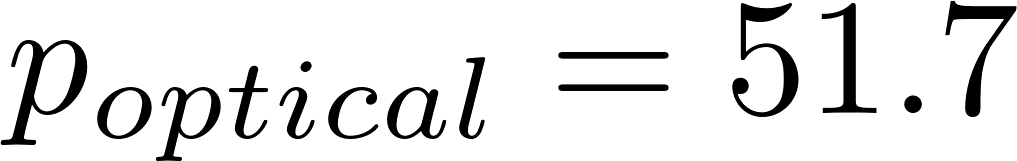 p_{optical} = 51.7